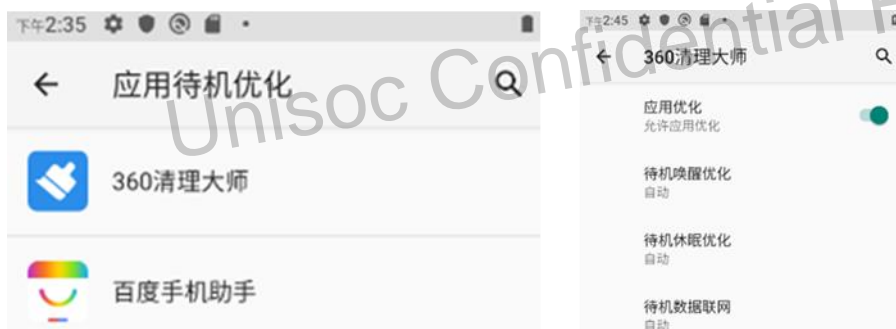 下午2:35
应用待机优化
360清理大师
百度手机助手
下午2:45
360清理大师
应用优化
允许应用优化
待机唤醒优化
自动
待机休眠优化
自动
待机数据联网
自动
Unisoc Confidential